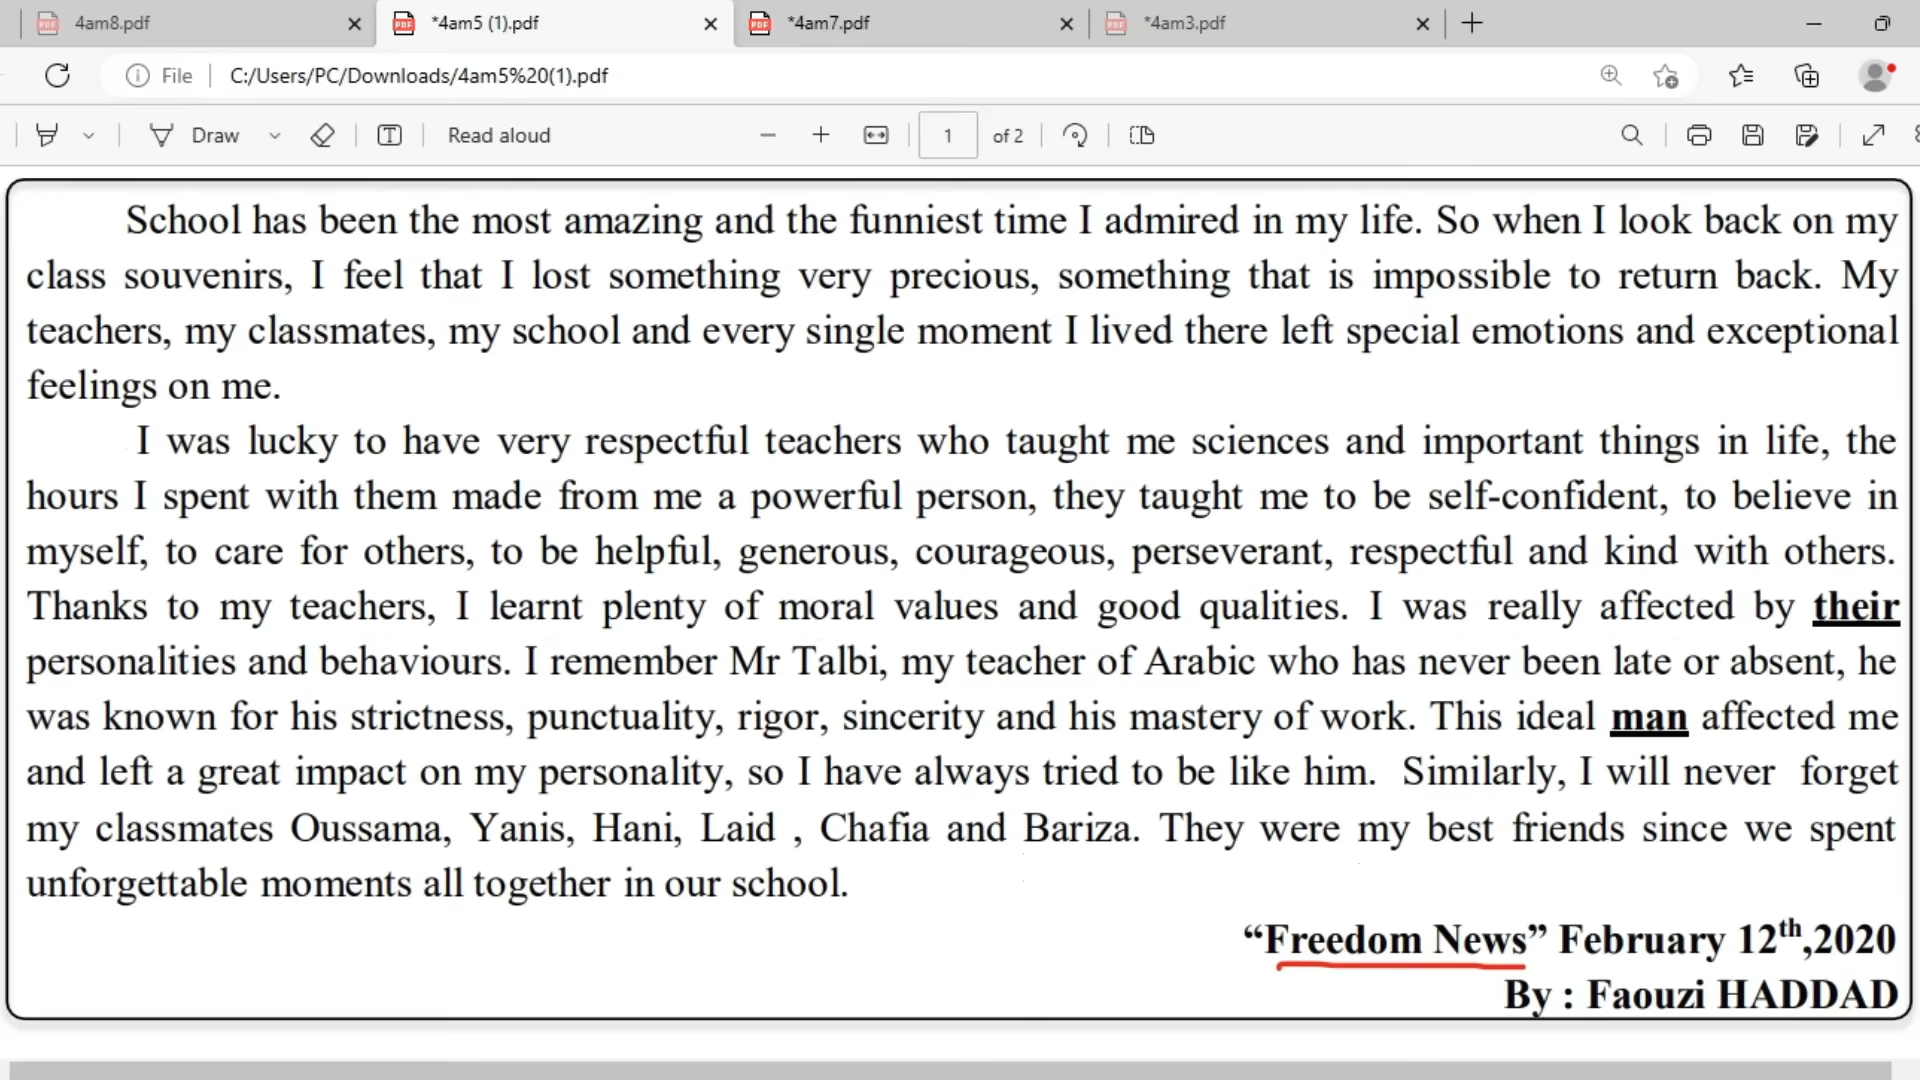 4am8.pdf
*4am5 (1).pdf
*4am7.pdf
*4am3.pdf
File
C:/Users/PC/Downloads/4am5%20(1).pdf
Draw
Read aloud
1
of 2
School has been the most amazing and the funniest time I admired in my life. So when I look back on my
class souvenirs, I feel that I lost something very precious, something that is impossible to return back. My
teachers, my classmates, my school and every single moment I lived there left special emotions and exceptional
feelings on me.
I was lucky to have very respectful teachers who taught me sciences and important things in life, the
hours I spent with them made from me a powerful person, they taught me to be self-confident, to believe in
myself, to care for others, to be helpful, generous, courageous, perseverant, respectful and kind with others.
Thanks to my teachers, I learnt plenty of moral values and good qualities. I was really affected by their
personalities and behaviours. I remember Mr Talbi, my teacher of Arabic who has never been late or absent, he
was known for his strictness, punctuality, rigor, sincerity and his mastery of work. This ideal man affected me
and left a great impact on my personality, so I have always tried to be like him. Similarly, I will never forget
my classmates Oussama, Yanis, Hani, Laid , Chafia and Bariza. They were my best friends since we spent
unforgettable moments all together in our school.
“Freedom News” February 12th,2020
By : Faouzi HADDAD